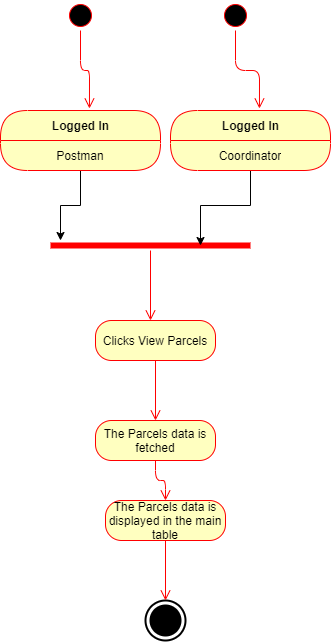 Logged In
Postman
Logged In
Coordinator
Clicks View Parcels
The Parcels data is
fetched
The Parcels data is
displayed in the main
table